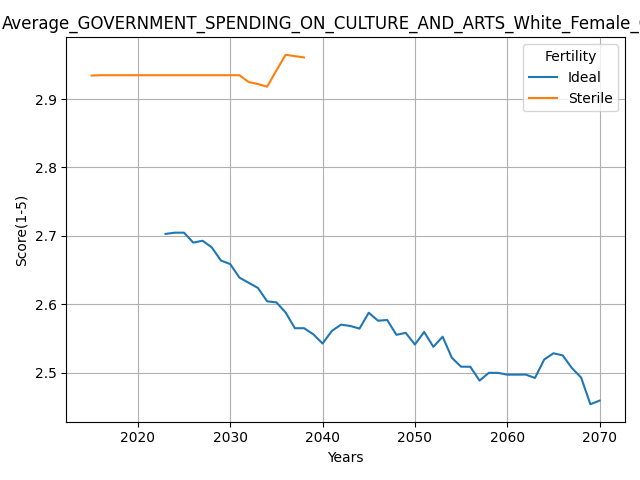 Average_GOVERNMENT_SPENDING_ON_CULTURE_AND_ARTS_White_Female_
Fertility
Ideal
Sterile
2.9
2.8
2.7
2.6
2.5
Score(1-5)
2020 2030 2040 2050 2060 2070
Years